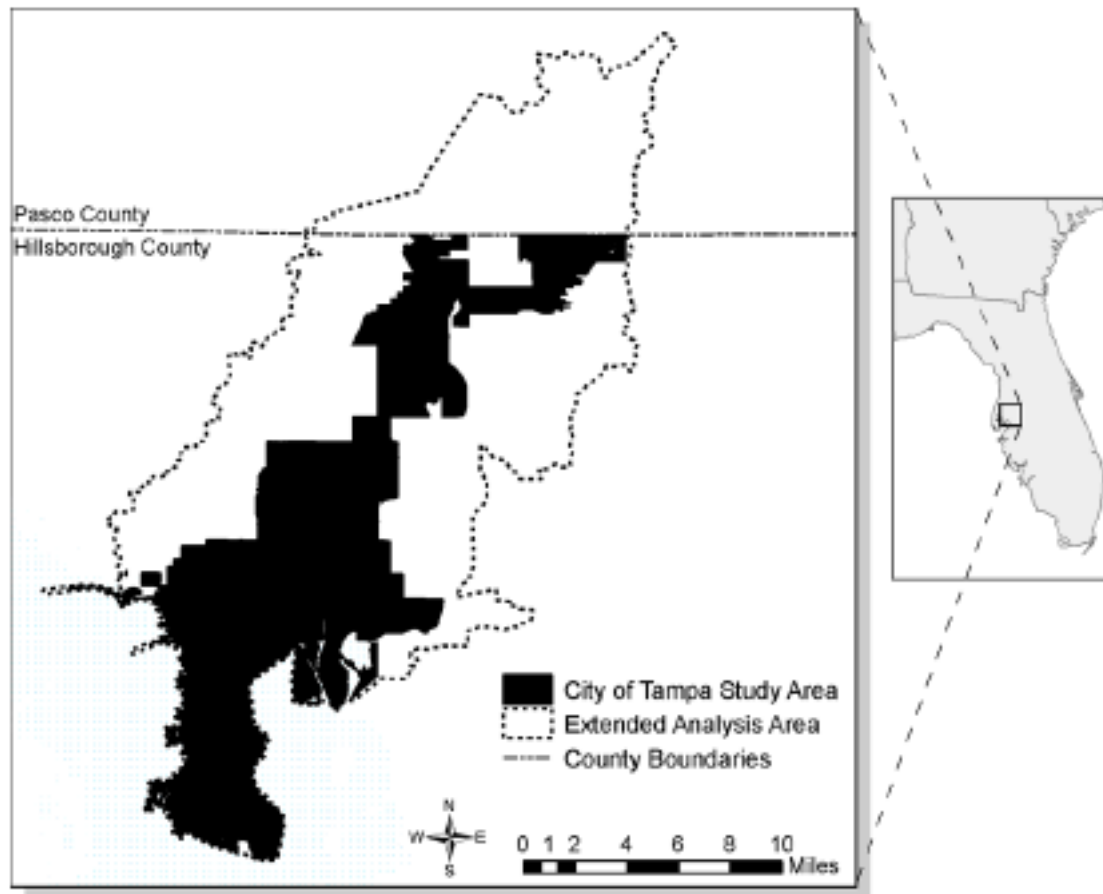 Pasco County
Hillsborough County
City of Tampa Study Area
Extended Analysis Area
County Boundaries
N
W E
S
0 1 2 4 6 8 10
Miles